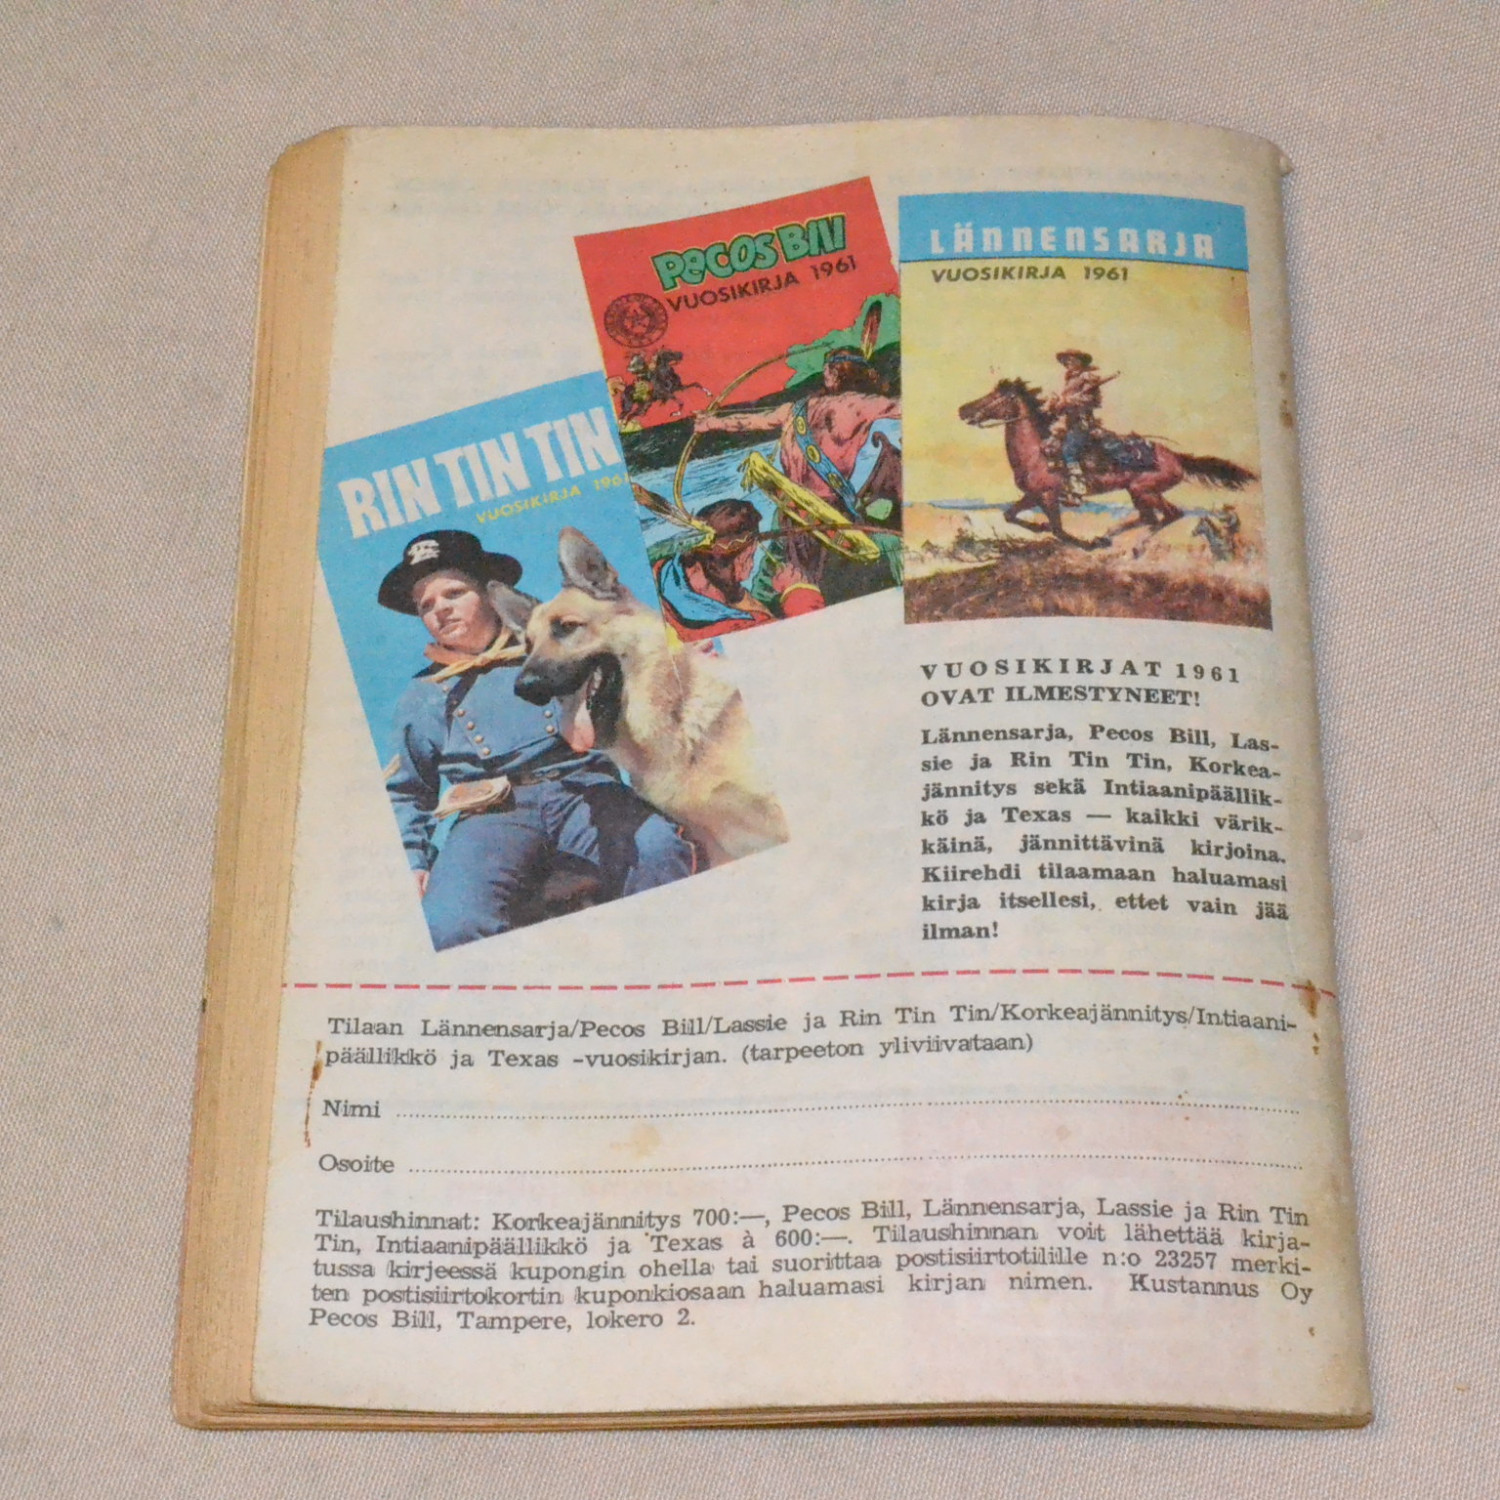 PECOS BILL
VUOSIKIRJA 1961
LÄNNENSARJA
VUOSIKIRJA 1961
RIN TIN TIN
VUOSIKIRJA 196
VUOSIKIRJAT 1961
OVAT ILMESTYNEET!
Lännensarja, Pecos Bill, Las-
sie ja Rin Tin Tin, Korkea-
jännitys sekä Intiaanipäällik-
kö ja Texas — kaikki värik-
käinä, jännittävinä kirjoina.
Kiirehdi tilaamaan haluamasi
kirja itsellesi, ettet vain jää
ilman!
Tilaan Lännensarja/Pecos Bill/Lassie ja Rin Tin Tin/Korkeajännitys/Intiaani-
päällikkö ja Texas -vuosikirjan. (tarpeeton yliviivataan)
Nimi
Osoite
Tilaushinnat: Korkeajännitys 700:—, Pecos Bill, Lännensarja, Lassie ja Rin Tin
Tin, Intiaanipäällikkö ja Texas à 600:—. Tilaushinnan voit lähettää kirja-
tussa kirjeessä kupongin ohella tai suorittaa postisiirtotilille n:o 23257 merki-
ten postisiirtokortin kuponkiosaan haluamasi kirjan nimen. Kustannus Oy
Pecos Bill, Tampere, lokero 2.